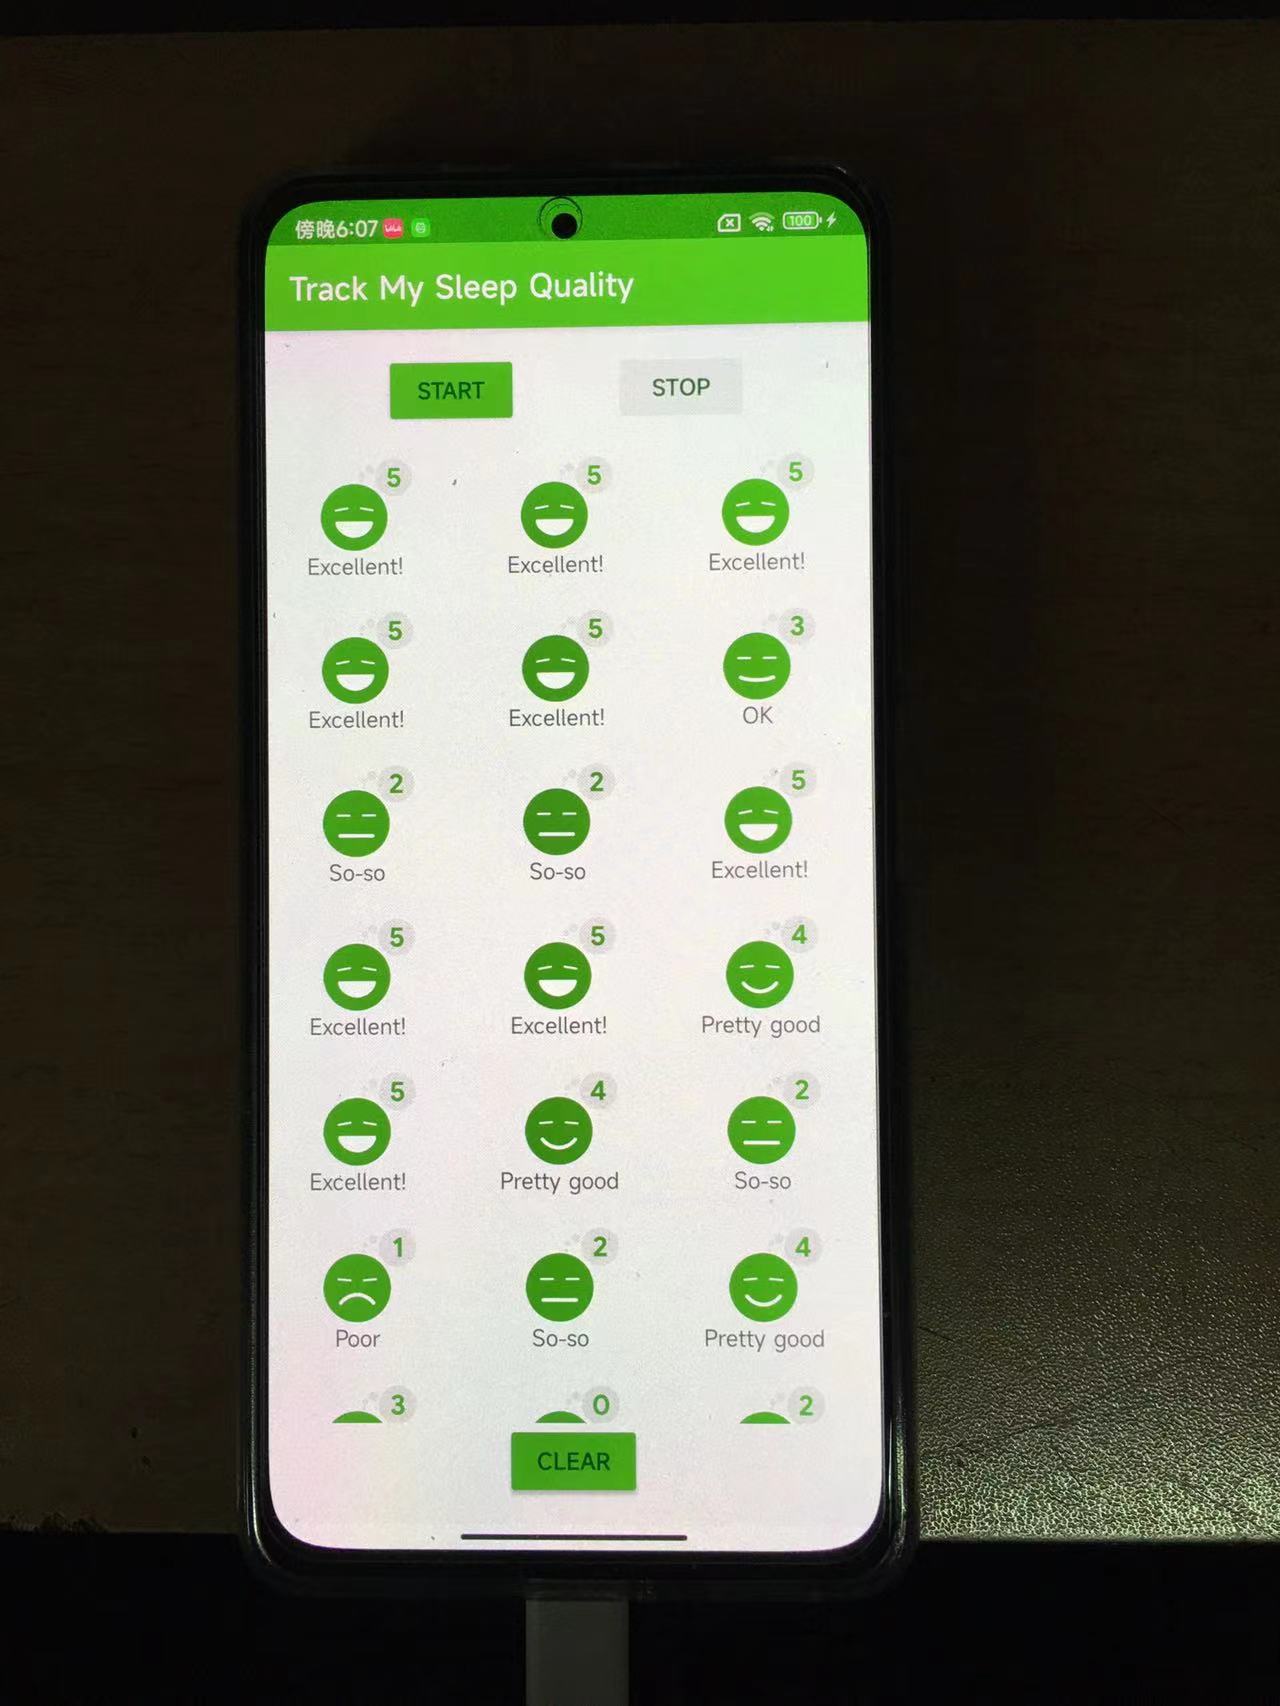 傍晚6:07 100
Track My Sleep Quality
START STOP
5 5 5
Excellent! Excellent! Excellent!
5 5 3
Excellent! Excellent! OK
2 2 5
So-so So-so Excellent!
5 5 4
Excellent! Excellent! Pretty good
5 4 2
Excellent! Pretty good So-so
1 2 4
Poor So-so Pretty good
3 0 2
CLEAR